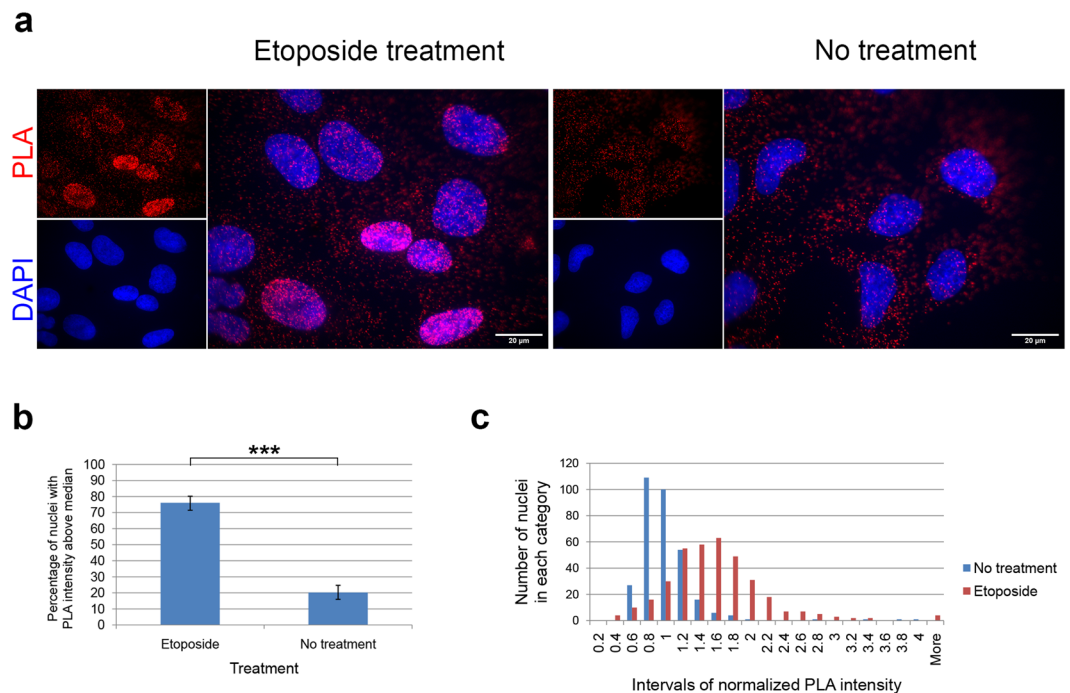 a
Etoposide treatment
No treatment
PLA
DAPI
20 µm
20 µm
b
***
Percentage of nuclei with
PLA intensity above median
100
90
80
70
60
50
40
30
20
10
0
Etoposide
No treatment
Treatment
c
Number of nuclei
in each category
120
100
80
60
40
20
0
0.2
0.4
0.6
0.8
1
1.2
1.4
1.6
1.8
2
2.2
2.4
2.6
2.8
3
3.2
3.4
3.6
3.8
4
More
Intervals of normalized PLA intensity
No treatment
Etoposide